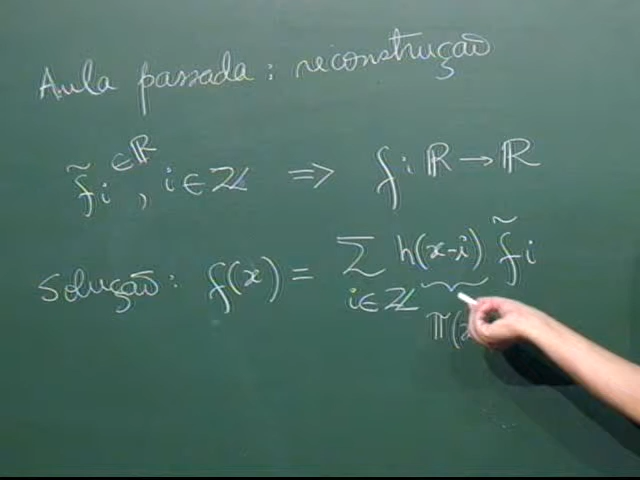 Aula passada: reconstrução
f̃i ∈ ℝ, i ∈ ℤ ⇒ f: ℝ → ℝ
Solução: f(x) = Σ h(x-i) f̃i
i ∈ ℤ